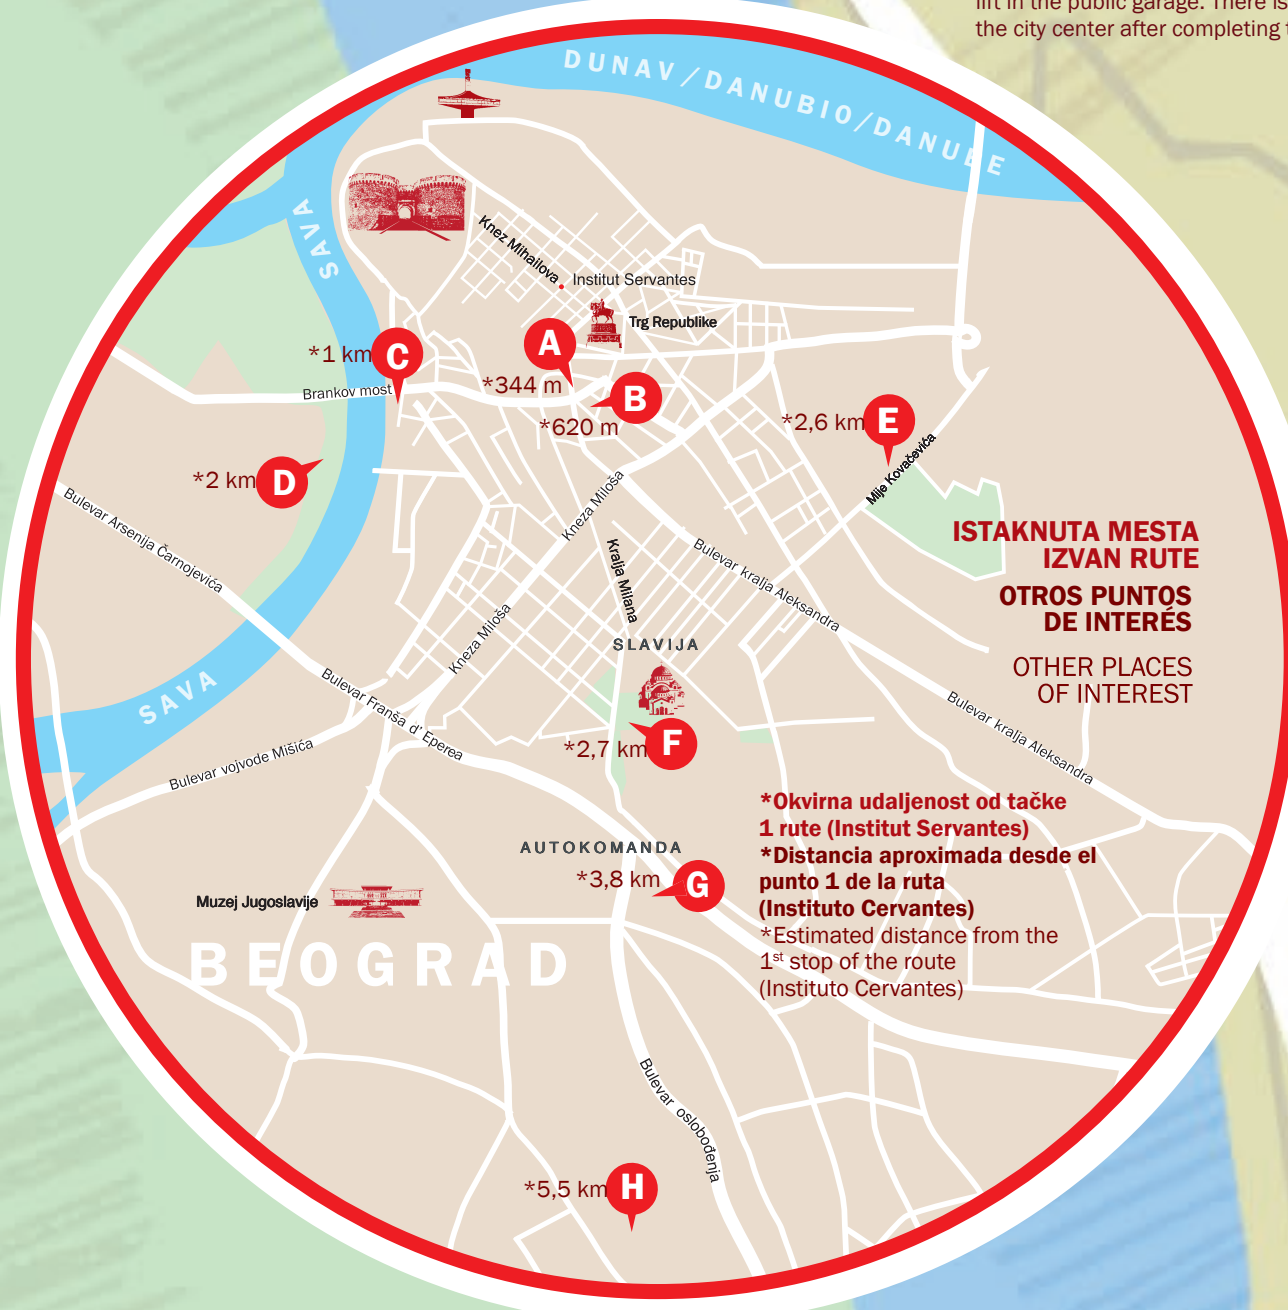 lift in the public garage. There is
the city center after completing
DUNAV/DANUBIO/DANUBE
SAVA
Knez Mihailova
Institut Servantes
Trg Republike
A
*344 m
B
*620 m
C
*1 km
Brankov most
D
*2 km
E
*2,6 km
Mije Kovačevića
Bulevar Arsenija Čarnojevića
Kneza Miloša
Kralja Milana
Bulevar kralja Aleksandra
ISTAKNUTA MESTA
IZVAN RUTE
OTROS PUNTOS
DE INTERÉS
OTHER PLACES
OF INTEREST
Kneza Miloša
SLAVIJA
SAVA
Bulevar Franša d' Eperea
Bulevar vojvode Mišića
F
*2,7 km
Bulevar kralja Aleksandra
*Okvirna udaljenost od tačke
1 rute (Institut Servantes)
*Distancia aproximada desde el
punto 1 de la ruta
(Instituto Cervantes)
*Estimated distance from the
1st stop of the route
(Instituto Cervantes)
AUTOKOMANDA
G
*3,8 km
Muzej Jugoslavije
BEOGRAD
Bulevar oslobođenja
H
*5,5 km